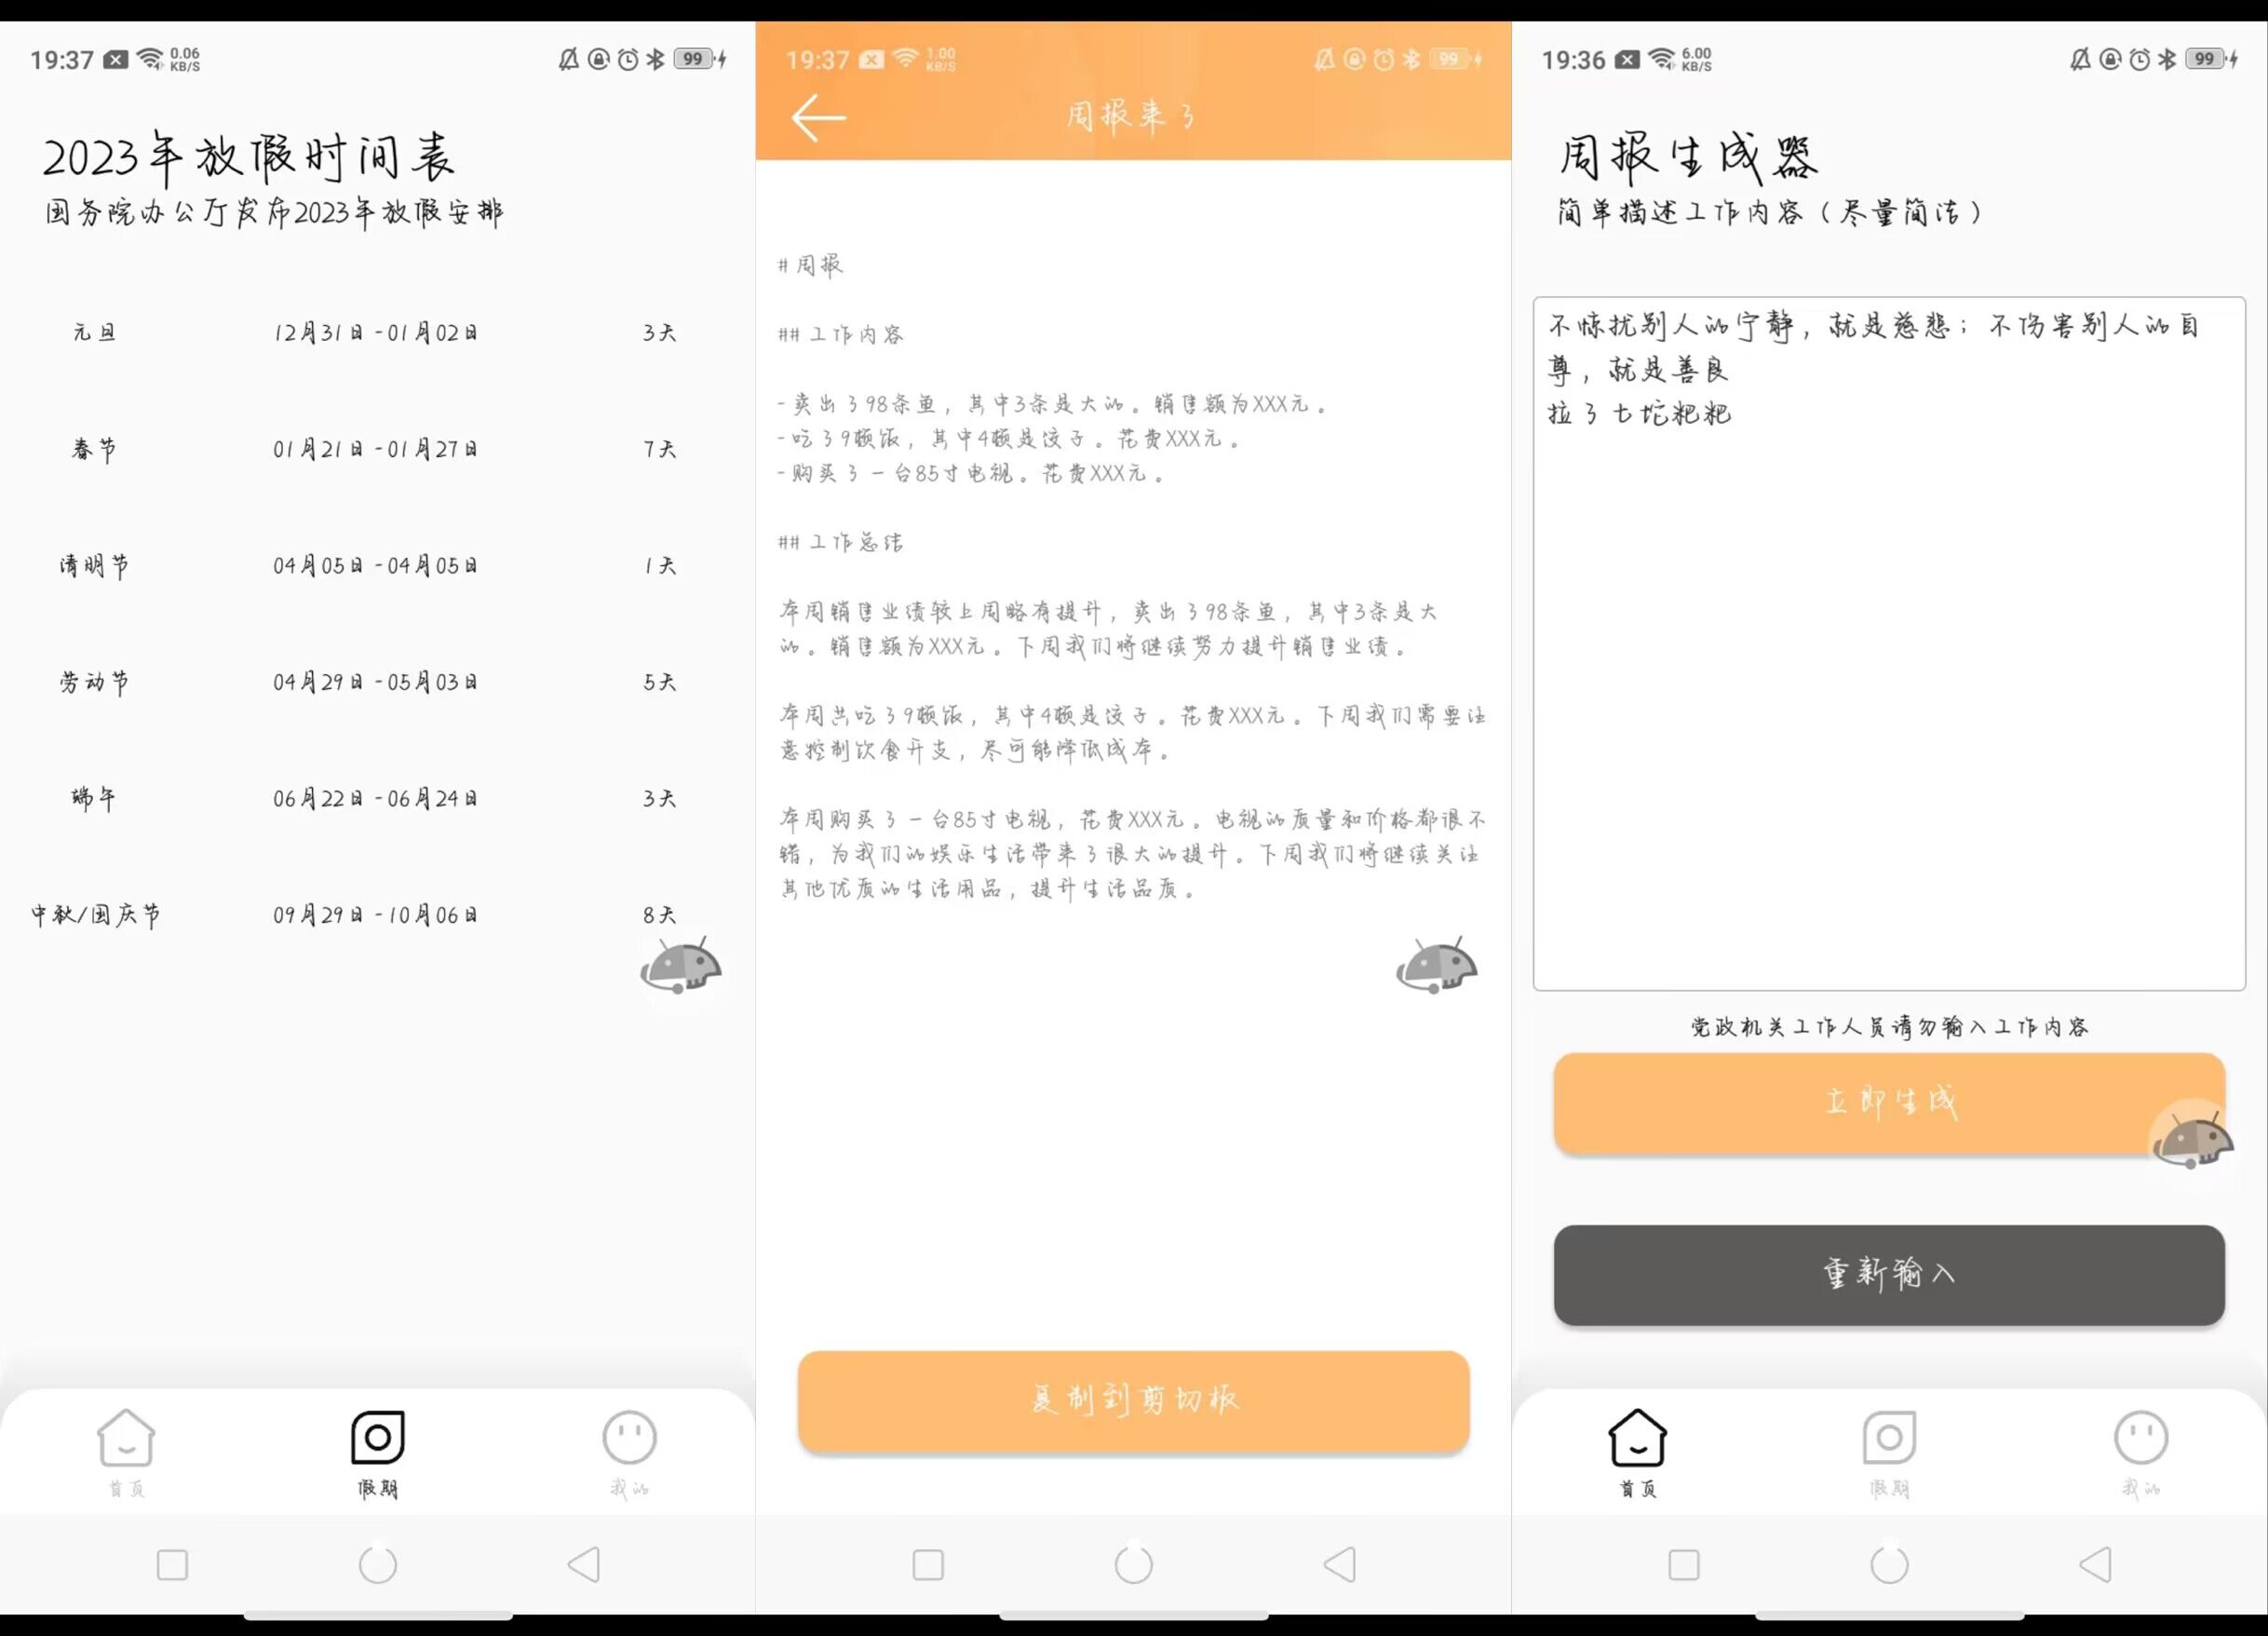 19:37
0.06
KB/S
99
2023年放假时间表
国务院办公厅发布2023年放假安排
元旦 12月31日-01月02日 3天
春节 01月21日-01月27日 7天
清明节 04月05日-04月05日 1天
劳动节 04月29日-05月03日 5天
端午 06月22日-06月24日 3天
中秋/国庆节 09月29日-10月06日 8天
首页 假期 我的
19:37
1.00
KB/S
99
周报来了
# 周报
## 工作内容
- 卖出了98条鱼，其中3条是大的。销售额为XXX元。
- 吃了9顿饭，其中4顿是饺子。花费XXX元。
- 购买了一台85寸电视。花费XXX元。
## 工作总结
本周销售业绩较上周略有提升，卖出了98条鱼，其中3条是大
的。销售额为XXX元。下周我们将继续努力提升销售业绩。
本周共吃了9顿饭，其中4顿是饺子。花费XXX元。下周我们需要注
意控制饮食开支，尽可能降低成本。
本周购买了一台85寸电视，花费XXX元。电视的质量和价格都很不
错，为我们的娱乐生活带来了很大的提升。下周我们将继续关注
其他优质的生活用品，提升生活品质。
复制到剪切板
19:36
6.00
KB/S
99
周报生成器
简单描述工作内容（尽量简洁）
不惊扰别人的宁静，就是慈悲；不伤害别人的自
尊，就是善良
拉了七坨粑粑
党政机关工作人员请勿输入工作内容
立即生成
重新输入
首页 假期 我的